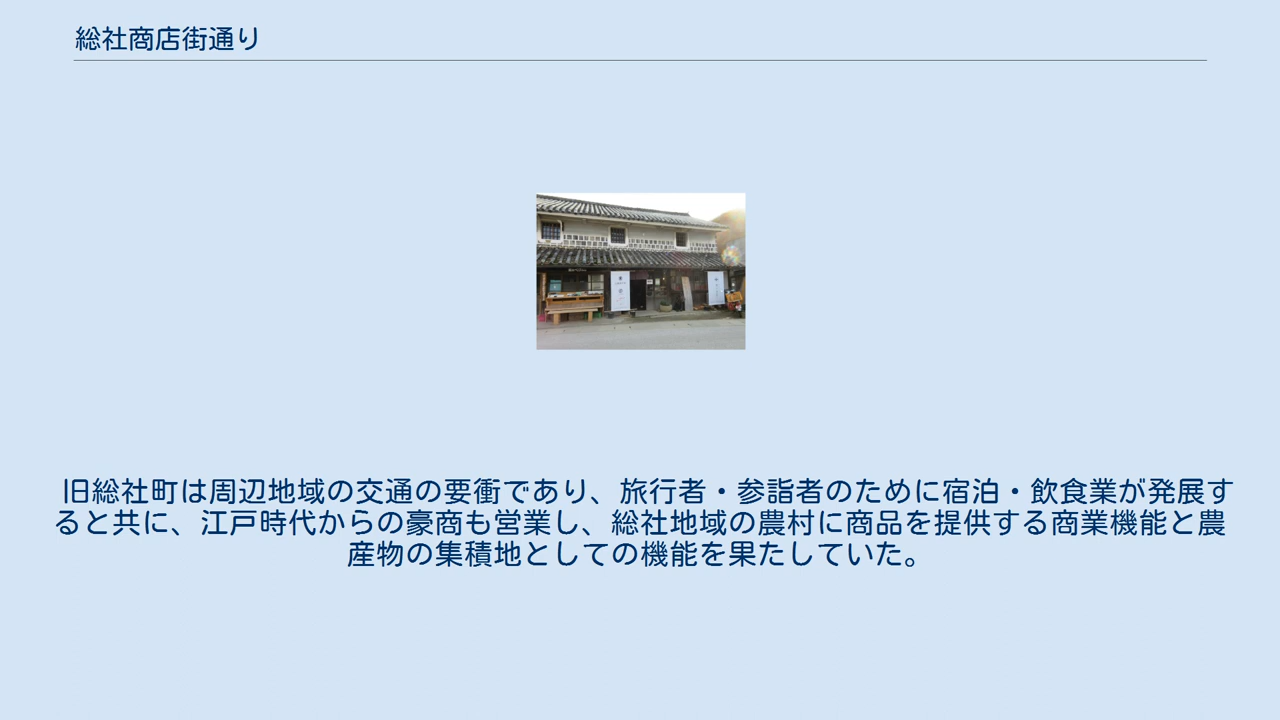 総社商店街通り
旧総社町は周辺地域の交通の要衝であり、旅行者・参詣者のために宿泊・飲食業が発展す
ると共に、江戸時代からの豪商も営業し、総社地域の農村に商品を提供する商業機能と農
産物の集積地としての機能を果たしていた。